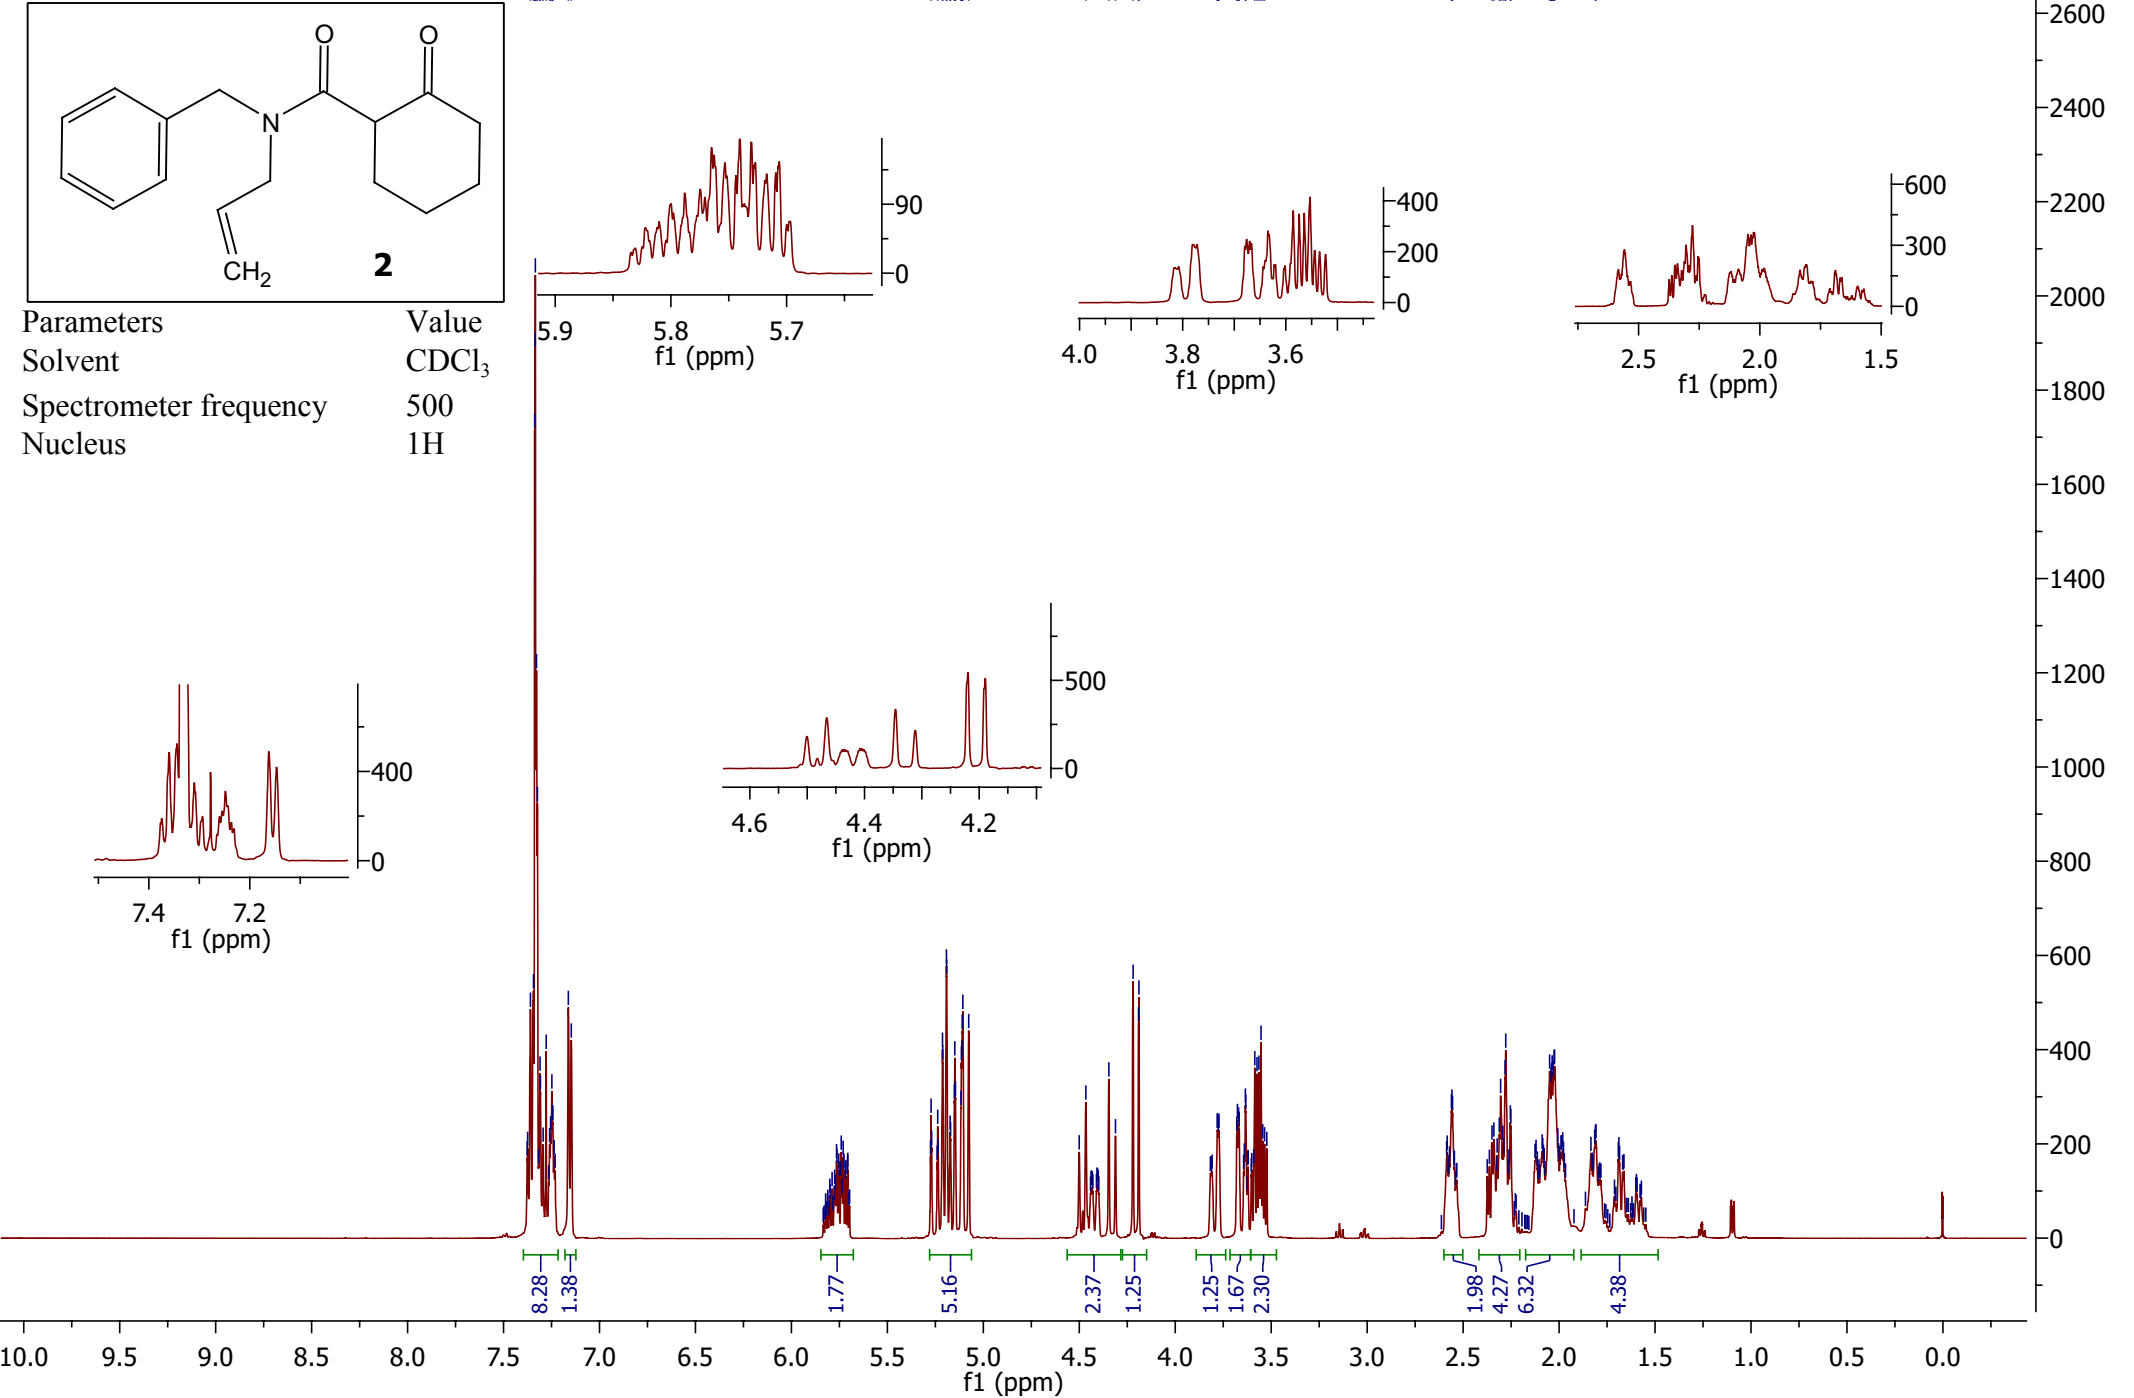 O O
N
CH2 2
Parameters Value
Solvent CDCl3
Spectrometer frequency 500
Nucleus 1H
90
0
5.9 5.8 5.7
f1 (ppm)
400
200
0
4.0 3.8 3.6
f1 (ppm)
600
300
0
2.5 2.0 1.5
f1 (ppm)
500
0
4.6 4.4 4.2
f1 (ppm)
400
0
7.4 7.2
f1 (ppm)
2600
2400
2200
2000
1800
1600
1400
1200
1000
800
600
400
200
0
8.28 1.38 1.77 5.16 2.37 1.25 1.25 1.67 2.30 1.98 4.27 6.32 4.38
10.0 9.5 9.0 8.5 8.0 7.5 7.0 6.5 6.0 5.5 5.0 4.5 4.0 3.5 3.0 2.5 2.0 1.5 1.0 0.5 0.0
f1 (ppm)